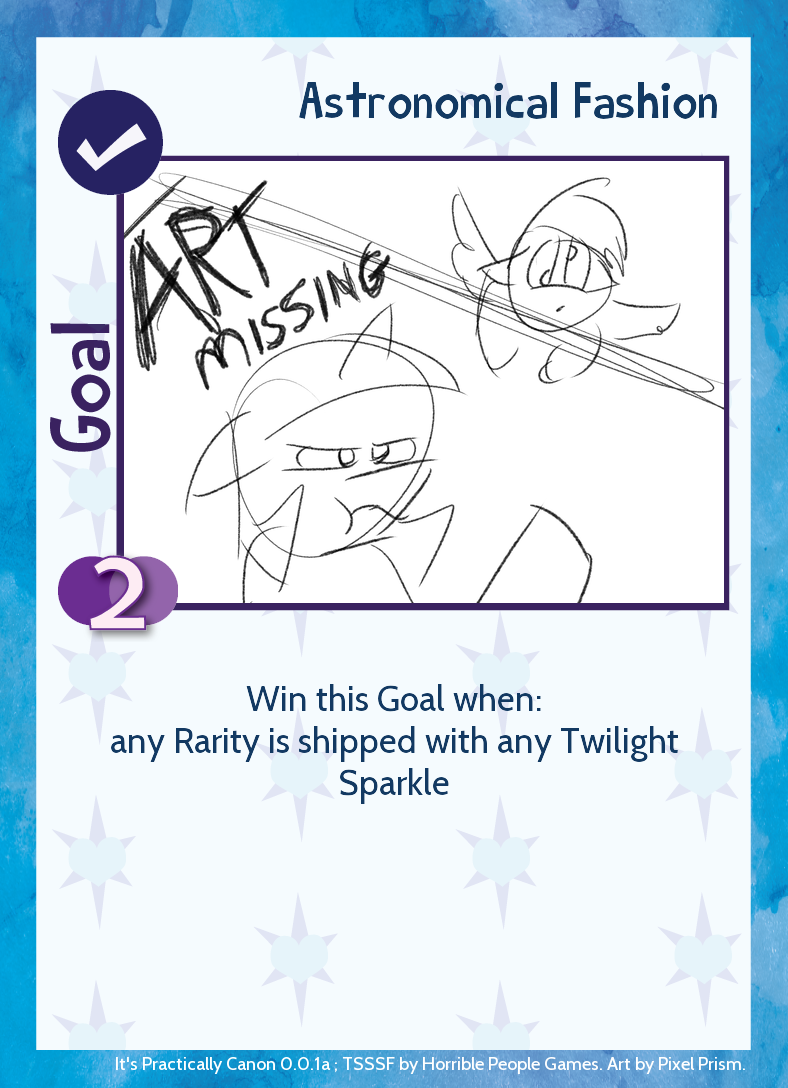 Astronomical Fashion
ART
MISSING
Goal
2
Win this Goal when:
any Rarity is shipped with any Twilight
Sparkle
It's Practically Canon 0.0.1a ; TSSSF by Horrible People Games. Art by Pixel Prism.